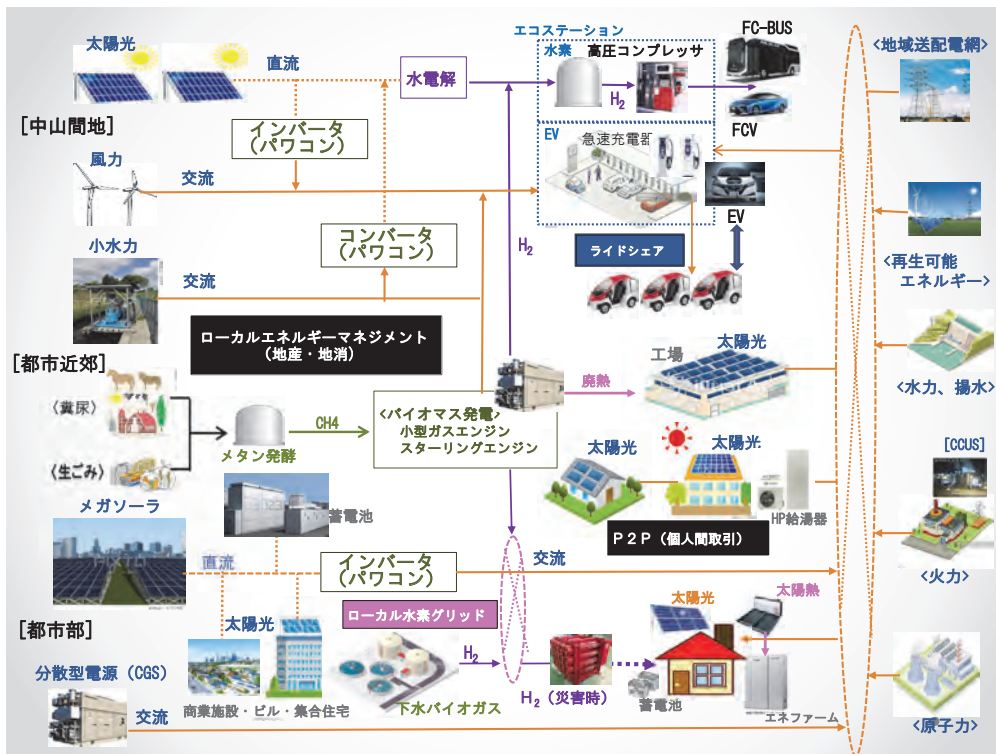 太陽光
直流
水電解
エコステーション
水素 高圧コンプレッサ
H₂
FC-BUS
FCV
<地域送配電網>
[中山間地]
インバータ
(パワコン)
EV
急速充電器
風力
交流
EV
H₂
コンバータ
(パワコン)
ライドシェア
小水力
交流
<再生可能
エネルギー>
ローカルエネルギーマネジメント
(地産・地消)
[都市近郊]
工場
太陽光
廃熱
<水力、揚水>
〈糞尿〉
〈生ごみ〉
メタン発酵
CH4
<バイオマス発電>
小型ガスエンジン
スターリングエンジン
太陽光
太陽光
HP給湯器
[CCUS]
メガソーラ
蓄電池
P2P(個人間取引)
<火力>
直流
インバータ
(パワコン)
交流
[都市部]
太陽光
ローカル水素グリッド
太陽光
太陽熱
分散型電源(CGS)
交流
商業施設・ビル・集合住宅
H₂
下水バイオガス
H₂(災害時)
蓄電池
エネファーム
<原子力>